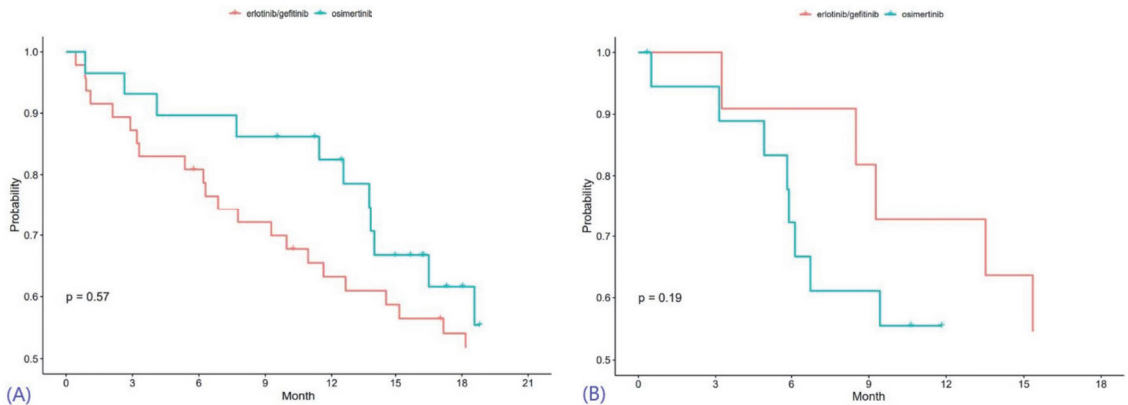 erlotinib/gefitinib osimertinib
1.0
0.9
0.8
0.7
0.6
0.5
Probability
p = 0.57
0 3 6 9 12 15 18 21
Month
(A)
erlotinib/gefitinib osimertinib
1.0
0.9
0.8
0.7
0.6
0.5
Probability
p = 0.19
0 3 6 9 12 15 18
Month
(B)